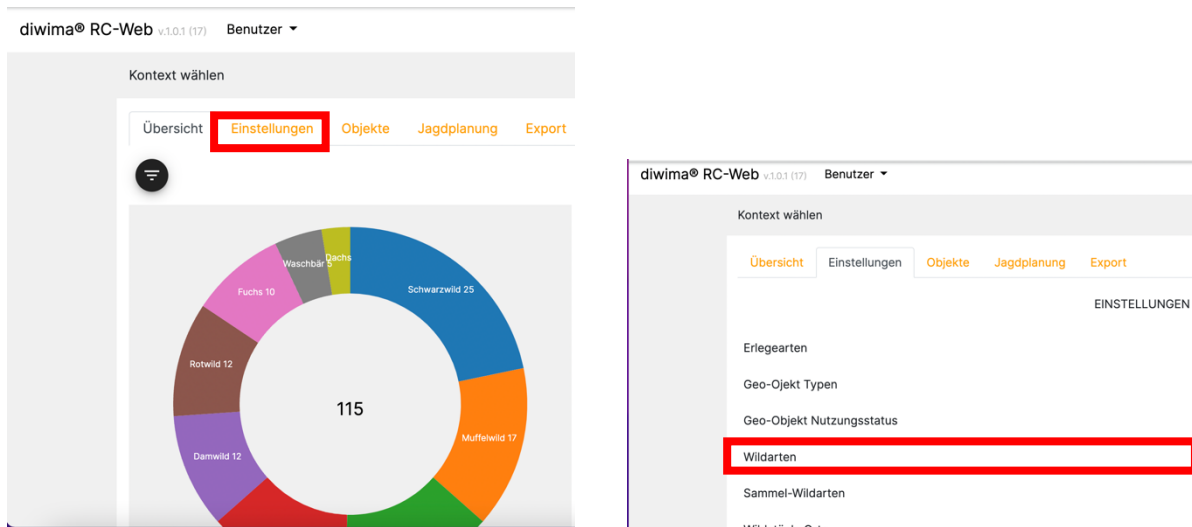 diwima® RC-Web v.1.0.1 (17) Benutzer
Kontext wählen
Übersicht Einstellungen Objekte Jagdplanung Export
Dachs
Waschbär 5
Schwarzwild 25
Fuchs 10
Rotwild 12
115
Muffelwild 17
Damwild 12
diwima® RC-Web v.1.0.1 (17) Benutzer
Kontext wählen
Übersicht Einstellungen Objekte Jagdplanung Export
EINSTELLUNGEN
Erlegearten
Geo-Ojekt Typen
Geo-Objekt Nutzungsstatus
Wildarten
Sammel-Wildarten